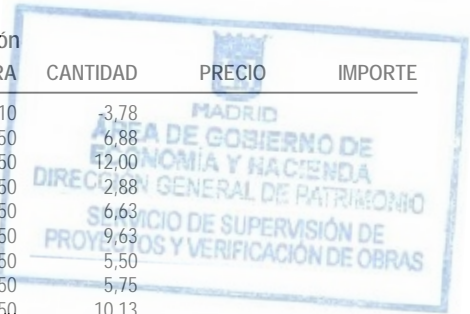 ón
RA CANTIDAD PRECIO IMPORTE
10 -3,78
50 6,88
50 12,00
50 2,88
50 6,63
50 9,63
50 5,50
50 5,75
50 10,13
MADRID
ÁREA DE GOBIERNO DE
ECONOMÍA Y HACIENDA
DIRECCIÓN GENERAL DE PATRIMONIO
SERVICIO DE SUPERVISIÓN DE
PROYECTOS Y VERIFICACIÓN DE OBRAS